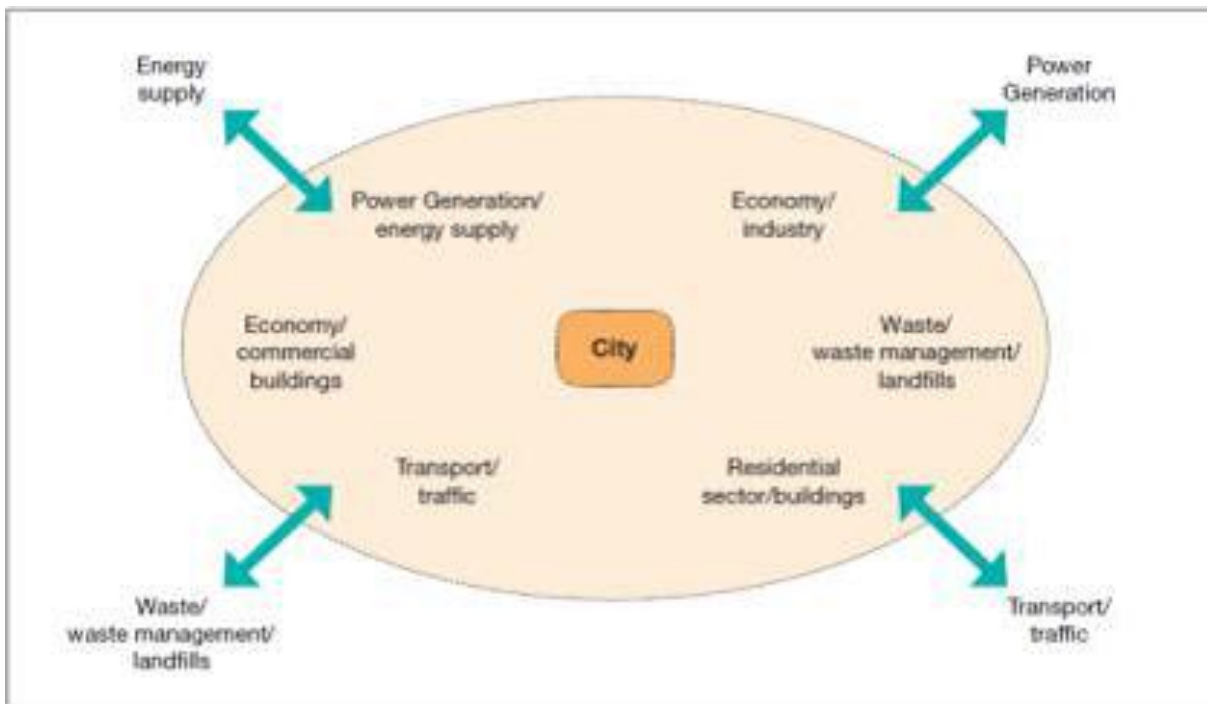 Energy
supply
Power
Generation
Power Generation/
energy supply
Economy/
industry
Economy/
commercial
buildings
City
Waste/
waste management/
landfills
Transport/
traffic
Residential
sector/buildings
Waste/
waste management/
landfills
Transport/
traffic